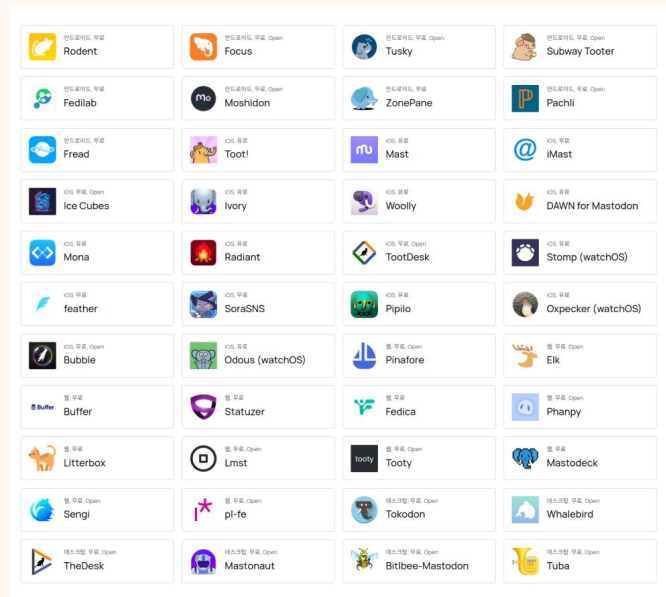 안드로이드, 무료
Rodent
안드로이드, 무료, Open
Focus
안드로이드, 무료, Open
Tusky
안드로이드, 무료, Open
Subway Tooter
안드로이드, 무료
Fedilab
안드로이드, 무료, Open
Mo
Moshidon
안드로이드, 무료
ZonePane
안드로이드, 무료, Open
Pachli
안드로이드, 무료
Fread
iOS, 유료
Toot!
iOS, 유료
Mast
iOS, 무료
iMast
iOS, 무료, Open
Ice Cubes
iOS, 유료
Ivory
iOS, 유료
Woolly
iOS, 유료
DAWN for Mastodon
iOS, 유료
Mona
iOS, 유료
Radiant
iOS, 무료, Open
TootDesk
iOS, 유료
Stomp (watchOS)
iOS, 무료
feather
iOS, 무료
SoraSNS
iOS, 유료
Pipilo
iOS, 무료
Oxpecker (watchOS)
iOS, 무료, Open
Bubble
iOS, 유료
Odous (watchOS)
웹, 무료, Open
Pinafore
웹, 무료, Open
Elk
웹, 무료
Buffer
Buffer
웹, 무료
Statuzer
웹, 무료
Fedica
웹, 무료, Open
Phanpy
웹, 무료
Litterbox
웹, 무료, Open
Lmst
웹, 무료, Open
tooty
Tooty
웹, 무료
Mastodeck
웹, 무료, Open
Sengi
웹, 무료, Open
pl-fe
데스크탑, 무료, Open
Tokodon
데스크탑, 무료, Open
Whalebird
데스크탑, 무료, Open
TheDesk
데스크탑, 무료, Open
Mastonaut
데스크탑, 무료, Open
Bitlbee-Mastodon
데스크탑, 무료, Open
Tuba